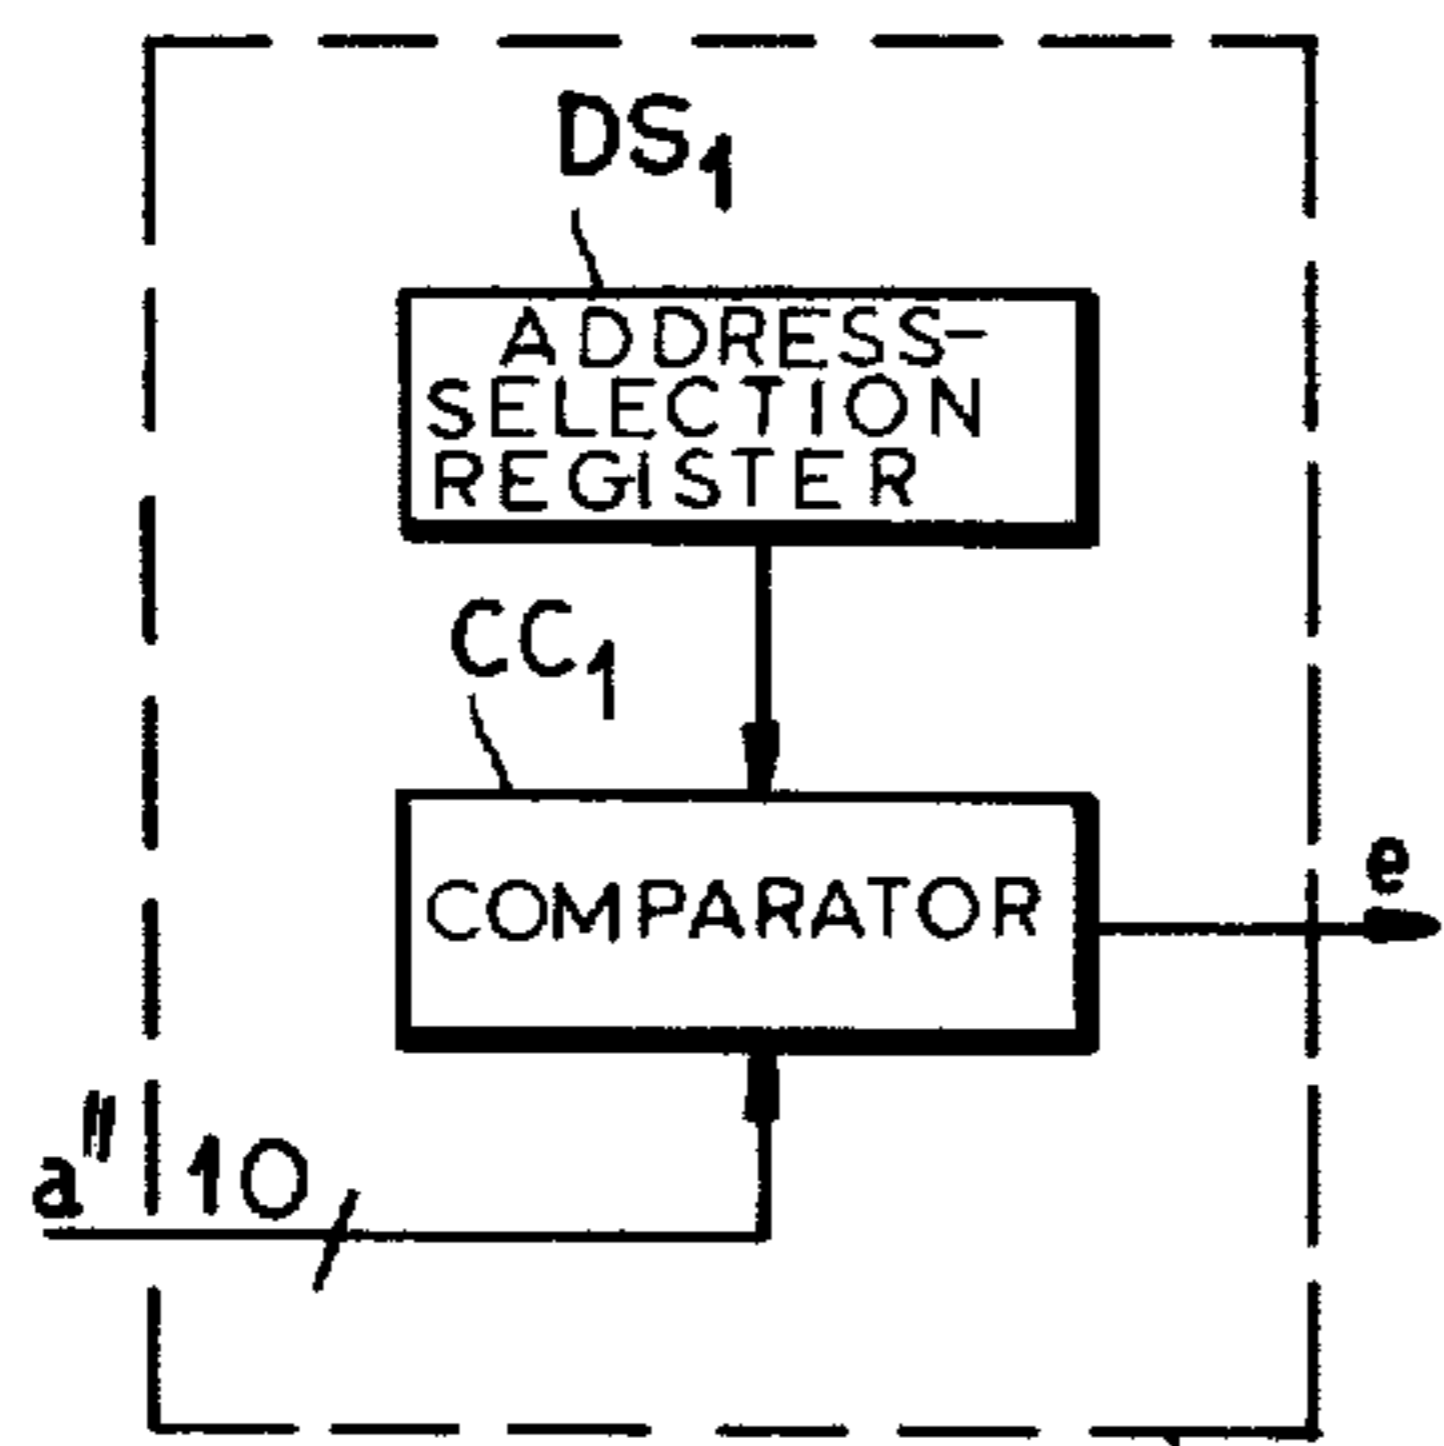 DS1
ADDRESS-
SELECTION
REGISTER
CC1
COMPARATOR
e
a" 10